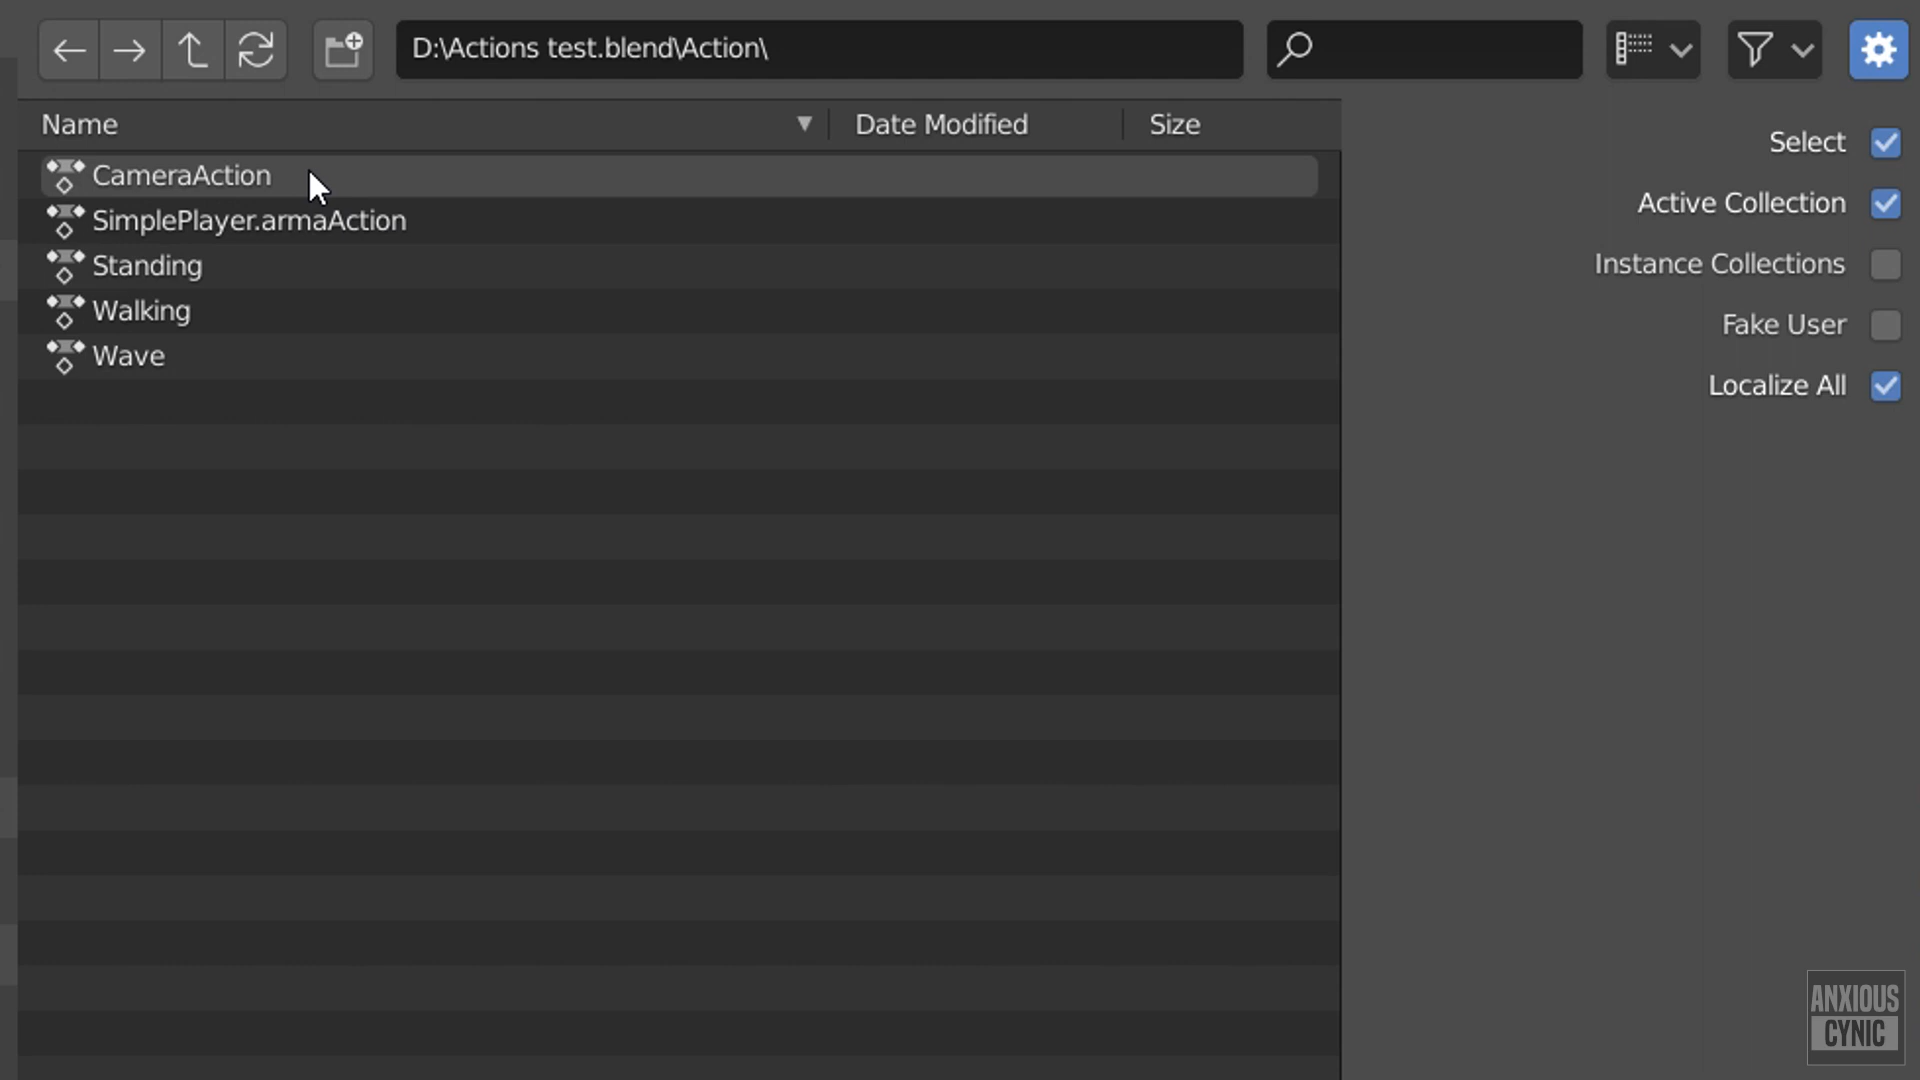 D:\Actions test.blend\Action\
Name
Date Modified
Size
CameraAction
SimplePlayer.armaAction
Standing
Walking
Wave
Select
Active Collection
Instance Collections
Fake User
Localize All
ANXIOUS
CYNIC